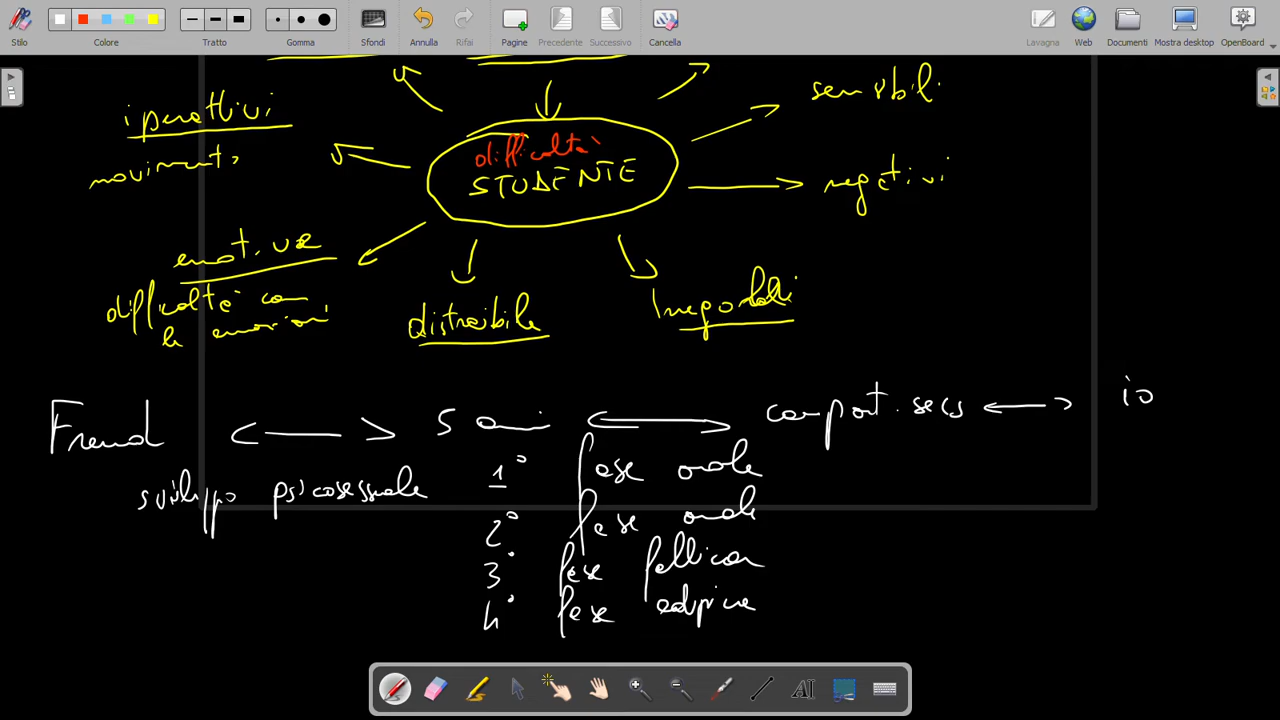 Stilo Colore Tratto Gomma Sfondi Annulla Rifai Pagine Precedente Successivo Cancella Lavagna Web Documenti Mostra desktop OpenBoard
iperattivi
movimento
difficoltà
STUDENTE
sensibili
negativi
emotive
difficoltà con
le emozioni
distraibile
Freud
5 anni
comport. sess
io
sviluppo psicosessuale
1° fase orale
2° fase anale
3° fase fallica
4° fase edipica